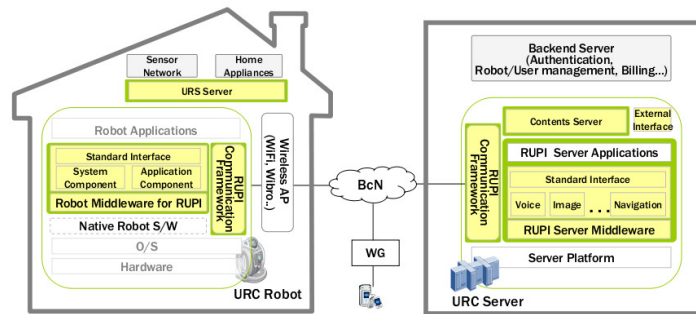 Sensor
Network
Home
Appliances
URS Server
Robot Applications
Standard Interface
System
Component
Application
Component
Robot Middleware for RUPI
Native Robot S/W
O/S
Hardware
RUPI
Communication
Framework
Wireless AP
(WiFi, Wibro..)
URC Robot
BcN
WG
Backend Server
(Authentication,
Robot/User management, Billing...)
Contents Server
External
Interface
RUPI
Communication
Framework
RUPI Server Applications
Standard Interface
Voice
Image
...
Navigation
RUPI Server Middleware
Server Platform
URC Server